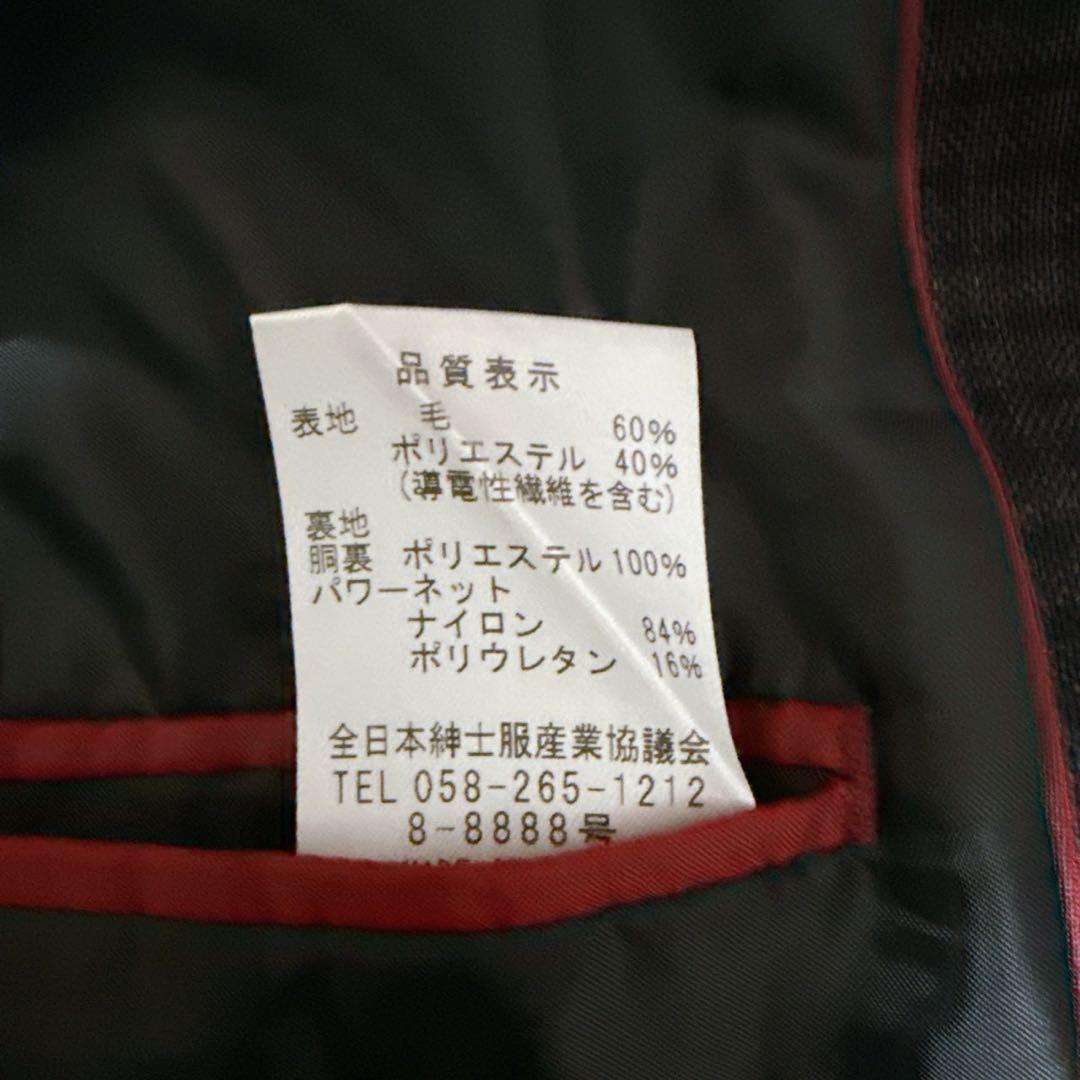 品質表示
表地 毛 60%
ポリエステル 40%
(導電性繊維を含む)
裏地
胴裏 ポリエステル 100%
パワーネット
ナイロン 84%
ポリウレタン 16%
全日本紳士服産業協議会
TEL 058-265-1212
8-8888号